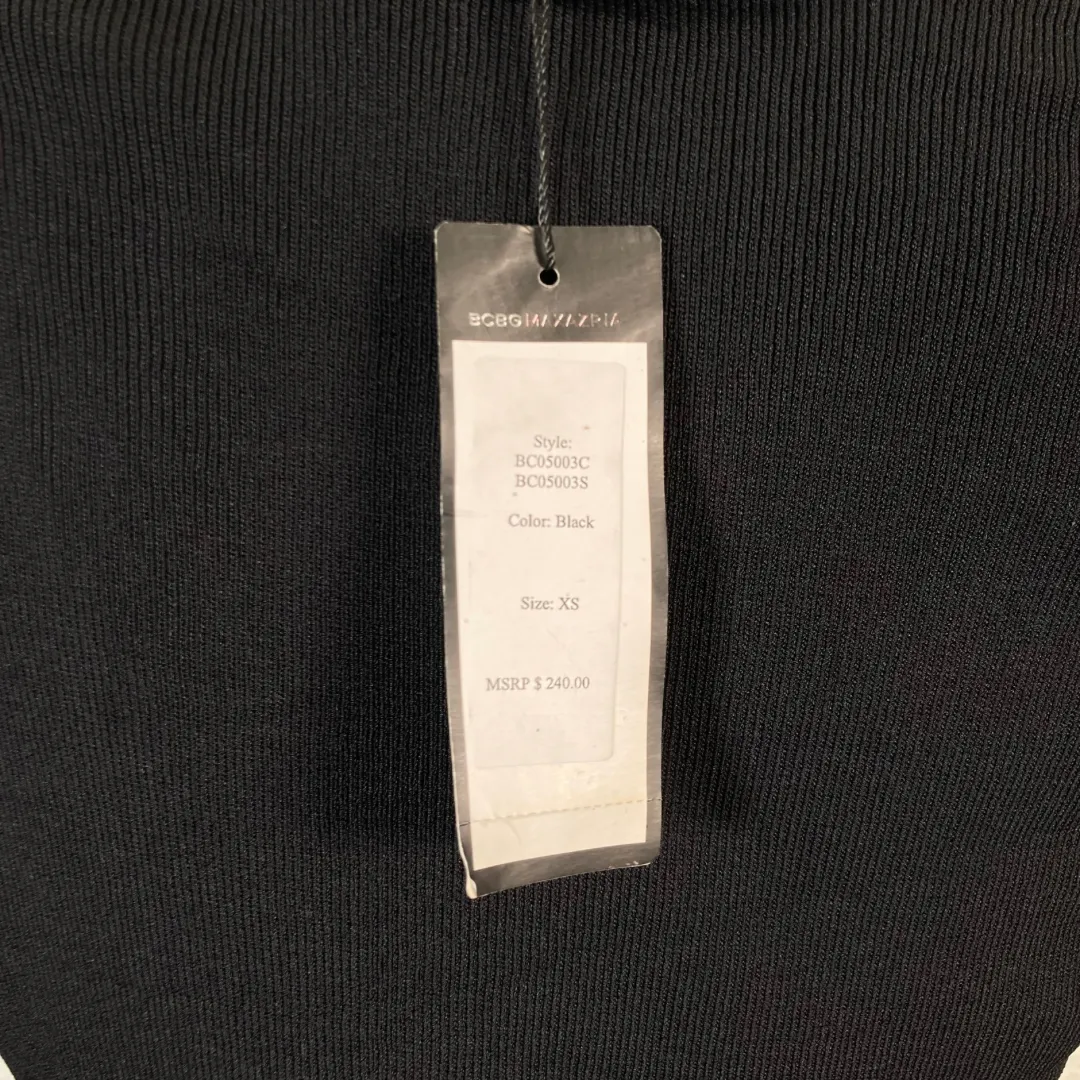 BCBGMAXAZRIA
Style:
BC05003C
BC05003S
Color: Black
Size: XS
MSRP $ 240.00